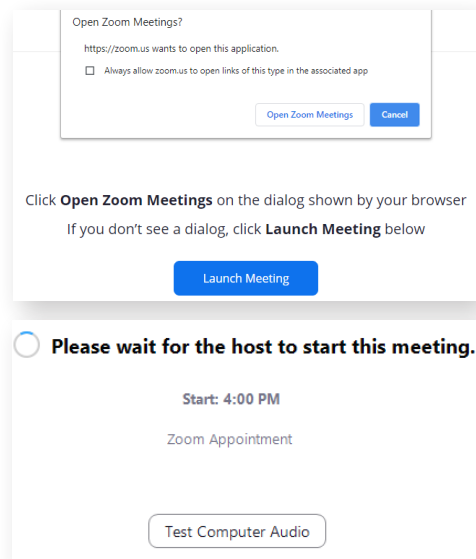 Open Zoom Meetings?
https://zoom.us wants to open this application.
Always allow zoom.us to open links of this type in the associated app
Open Zoom Meetings Cancel
Click Open Zoom Meetings on the dialog shown by your browser
If you don't see a dialog, click Launch Meeting below
Launch Meeting
Please wait for the host to start this meeting.
Start: 4:00 PM
Zoom Appointment
Test Computer Audio